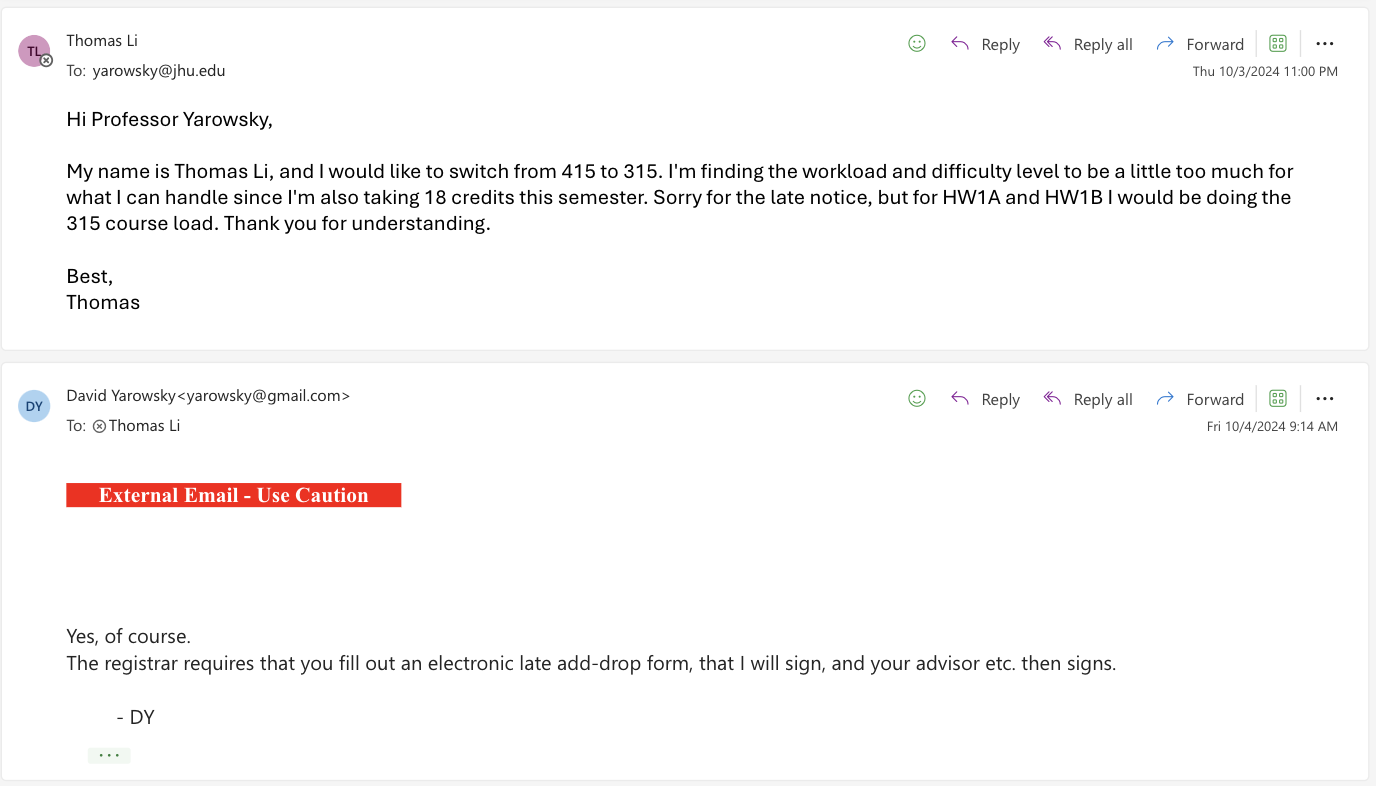 TL
Thomas Li
Reply
Reply all
Forward
To: yarowsky@jhu.edu
Thu 10/3/2024 11:00 PM
Hi Professor Yarowsky,
My name is Thomas Li, and I would like to switch from 415 to 315. I'm finding the workload and difficulty level to be a little too much for
what I can handle since I'm also taking 18 credits this semester. Sorry for the late notice, but for HW1A and HW1B I would be doing the
315 course load. Thank you for understanding.
Best,
Thomas
DY
David Yarowsky<yarowsky@gmail.com>
Reply
Reply all
Forward
To: Thomas Li
Fri 10/4/2024 9:14 AM
External Email - Use Caution
Yes, of course.
The registrar requires that you fill out an electronic late add-drop form, that I will sign, and your advisor etc. then signs.
- DY